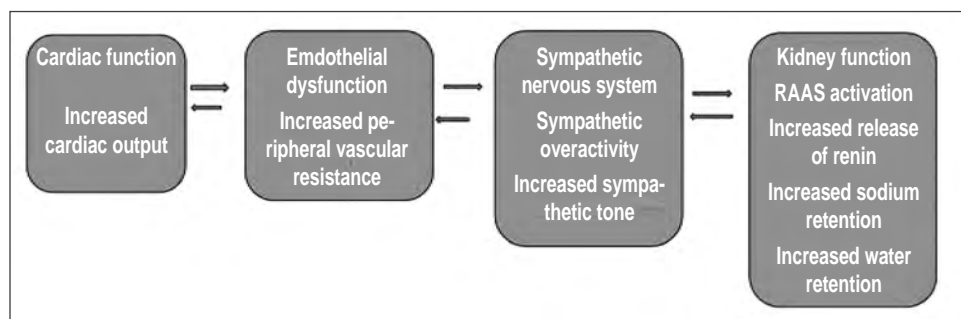 Cardiac function
Increased
cardiac output
Emdothelial
dysfunction
Increased pe-
ripheral vascular
resistance
Sympathetic
nervous system
Sympathetic
overactivity
Increased sympa-
thetic tone
Kidney function
RAAS activation
Increased release
of renin
Increased sodium
retention
Increased water
retention